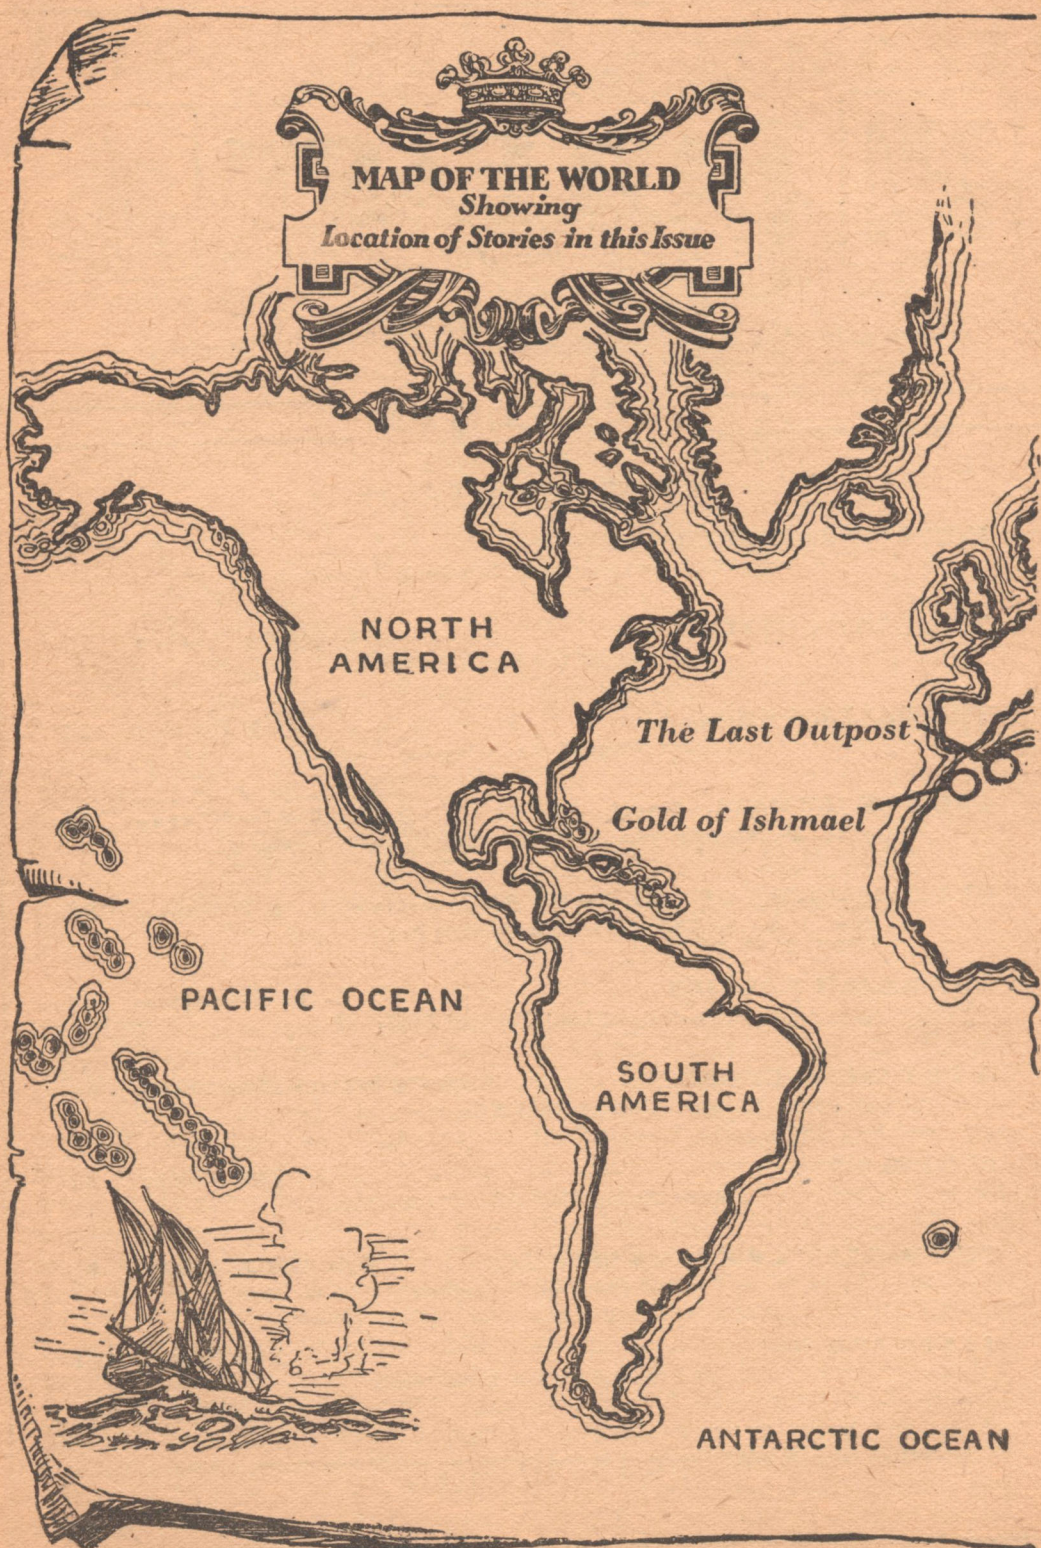 MAP OF THE WORLD
Showing
Location of Stories in this Issue
NORTH
AMERICA
The Last Outpost
Gold of Ishmael
PACIFIC OCEAN
SOUTH
AMERICA
ANTARCTIC OCEAN